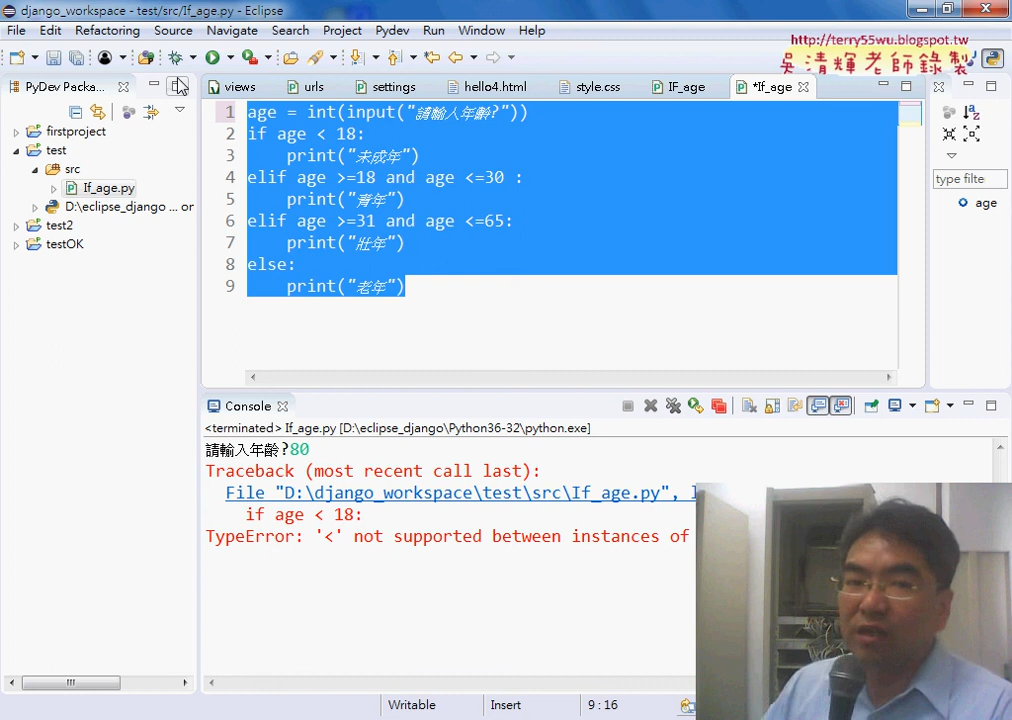 django_workspace - test/src/If_age.py - Eclipse
File Edit Refactoring Source Navigate Search Project Pydev Run Window Help
http://terry55wu.blogspot.tw
吳清輝老師錄製
PyDev Packa...
views urls settings hello4.html style.css IF_age *If_age
firstproject
test
src
If_age.py
D:\eclipse_django ... or
test2
testOK
1 age = int(input("請輸入年齡?"))
2 if age < 18:
3 print("未成年")
4 elif age >=18 and age <=30 :
5 print("青年")
6 elif age >=31 and age <=65:
7 print("壯年")
8 else:
9 print("老年")
type filte
age
Console
<terminated> If_age.py [D:\eclipse_django\Python36-32\python.exe]
請輸入年齡?80
Traceback (most recent call last):
File "D:\django_workspace\test\src\If_age.py",
if age < 18:
TypeError: '<' not supported between instances of
Writable Insert 9:16